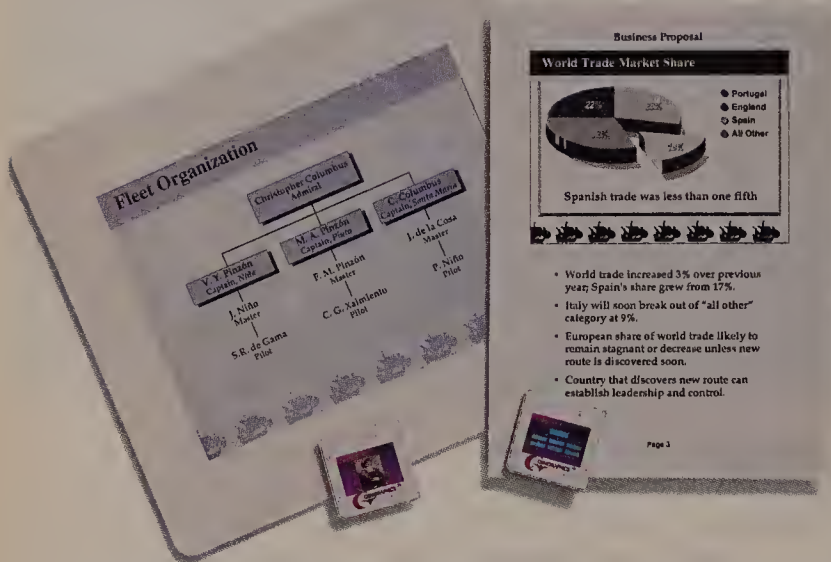 Fleet Organization
Christopher Columbus
Admiral
V. Y. Pinzón
Captain, Niña
M. A. Pinzón
Captain, Pinta
C. Columbus
Captain, Santa Maria
J. Niño
Master
F. M. Pinzón
Master
J. de la Cosa
Master
S.R. de Gama
Pilot
C. G. Xalmiento
Pilot
P. Niño
Pilot
Business Proposal
World Trade Market Share
22%
Portugal
England
Spain
All Other
Spanish trade was less than one fifth
• World trade increased 3% over previous
year; Spain's share grew from 17%.
• Italy will soon break out of "all other"
category at 9%.
• European share of world trade likely to
remain stagnant or decrease unless new
route is discovered soon.
• Country that discovers new route can
establish leadership and control.
Page 3